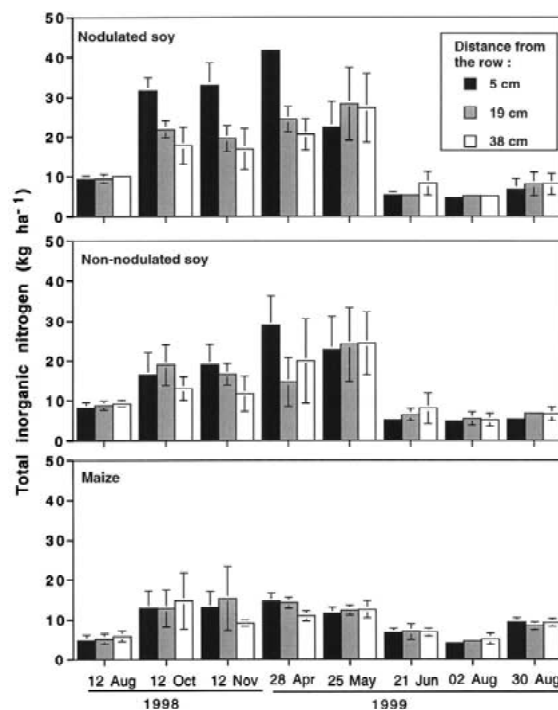 Total inorganic nitrogen (kg ha⁻¹)
50
Nodulated soy
40
30
20
10
0
Distance from
the row :
5 cm
19 cm
38 cm
50
Non-nodulated soy
40
30
20
10
0
50
Maize
40
30
20
10
0
12 Aug 12 Oct 12 Nov 28 Apr 25 May 21 Jun 02 Aug 30 Aug
1998 1999